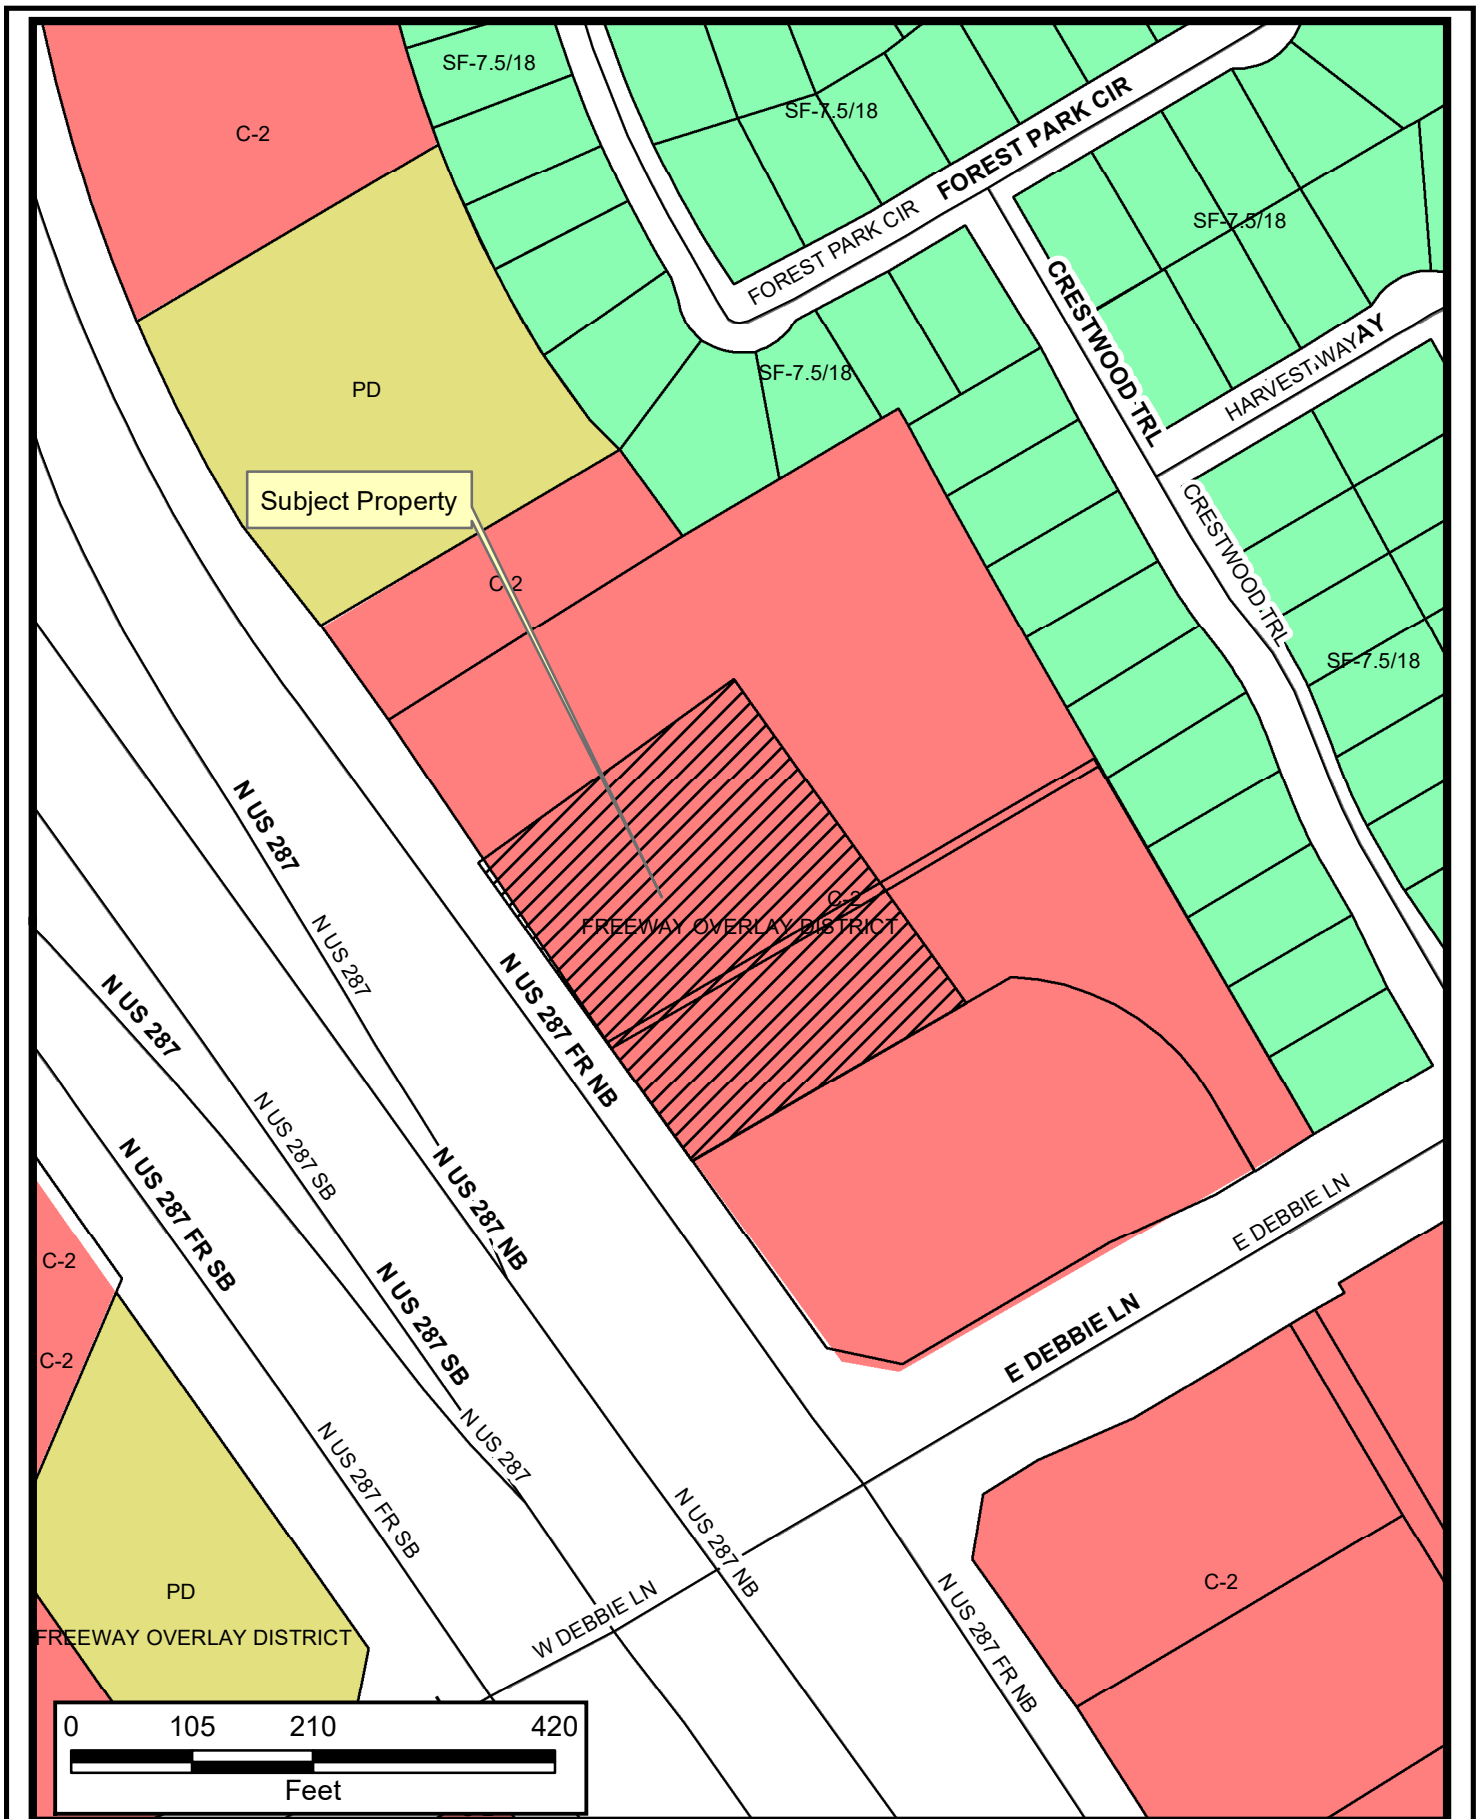 SF-7.5/18
C-2
SF-7.5/18
FOREST PARK CIR
FOREST PARK CIR
SF-7.5/18
CRESTWOOD TRL
HARVEST WAY
AY
SF-7.5/18
PD
Subject Property
CRESTWOOD TRL
C-2
SF-7.5/18
N US 287
N US 287
C-2
FREEWAY OVERLAY DISTRICT
N US 287
N US 287 FR NB
N US 287 SB
N US 287 FR SB
N US 287 NB
E DEBBIE LN
C-2
N US 287 SB
E DEBBIE LN
C-2
N US 287
N US 287 FR SB
N US 287 NB
C-2
PD
W DEBBIE LN
N US 287 FR NB
FREEWAY OVERLAY DISTRICT
0 105 210 420
Feet